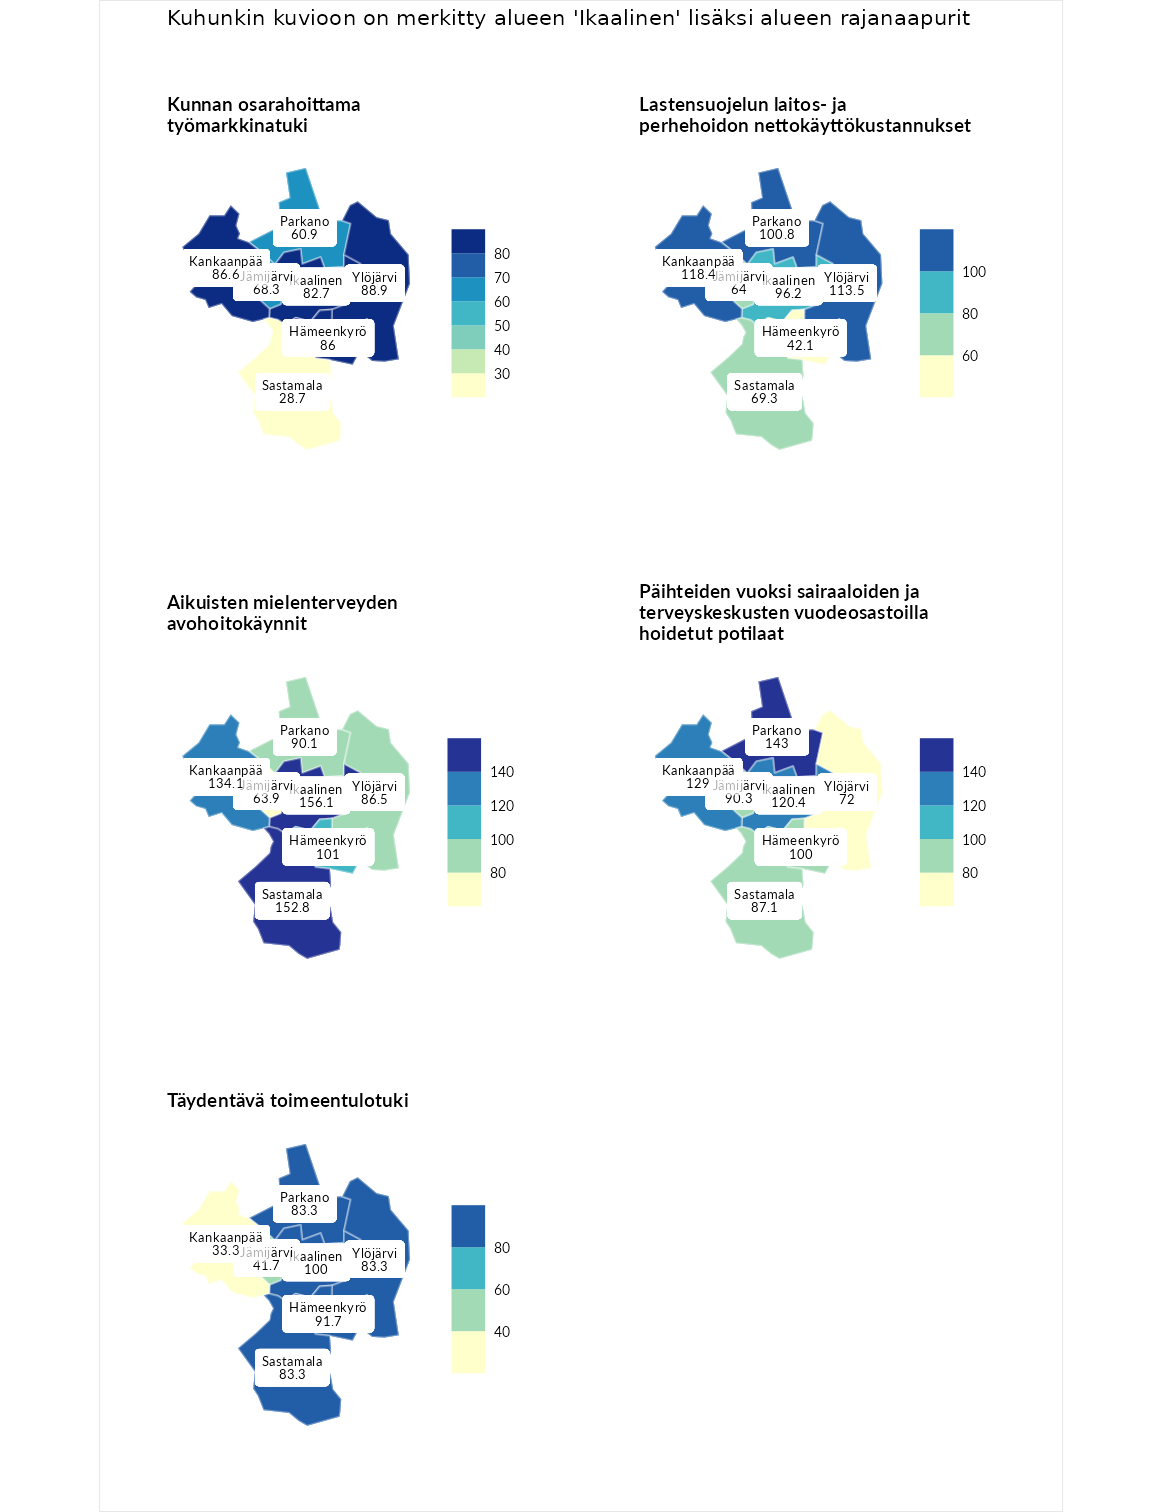 Kuhunkin kuvioon on merkitty alueen 'Ikaalinen' lisäksi alueen rajanaapurit
Kunnan osarahoittama
työmarkkinatuki
Parkano
60.9
Kankaanpää
86.6
Jämijärvi
68.3
Ikaalinen
82.7
Ylöjärvi
88.9
Hämeenkyrö
86
Sastamala
28.7
80
70
60
50
40
30
Lastensuojelun laitos- ja
perhehoidon nettokäyttökustannukset
Parkano
100.8
Kankaanpää
118.4
Jämijärvi
64
Ikaalinen
96.2
Ylöjärvi
113.5
Hämeenkyrö
42.1
Sastamala
69.3
100
80
60
Aikuisten mielenterveyden
avohoitokäynnit
Parkano
90.1
Kankaanpää
134.1
Jämijärvi
63.9
Ikaalinen
156.1
Ylöjärvi
86.5
Hämeenkyrö
101
Sastamala
152.8
140
120
100
80
Päihteiden vuoksi sairaaloiden ja
terveyskeskusten vuodeosastoilla
hoidetut potilaat
Parkano
143
Kankaanpää
129
Jämijärvi
90.3
Ikaalinen
120.4
Ylöjärvi
72
Hämeenkyrö
100
Sastamala
87.1
140
120
100
80
Täydentävä toimeentulotuki
Parkano
83.3
Kankaanpää
33.3
Jämijärvi
41.7
Ikaalinen
100
Ylöjärvi
83.3
Hämeenkyrö
91.7
Sastamala
83.3
80
60
40